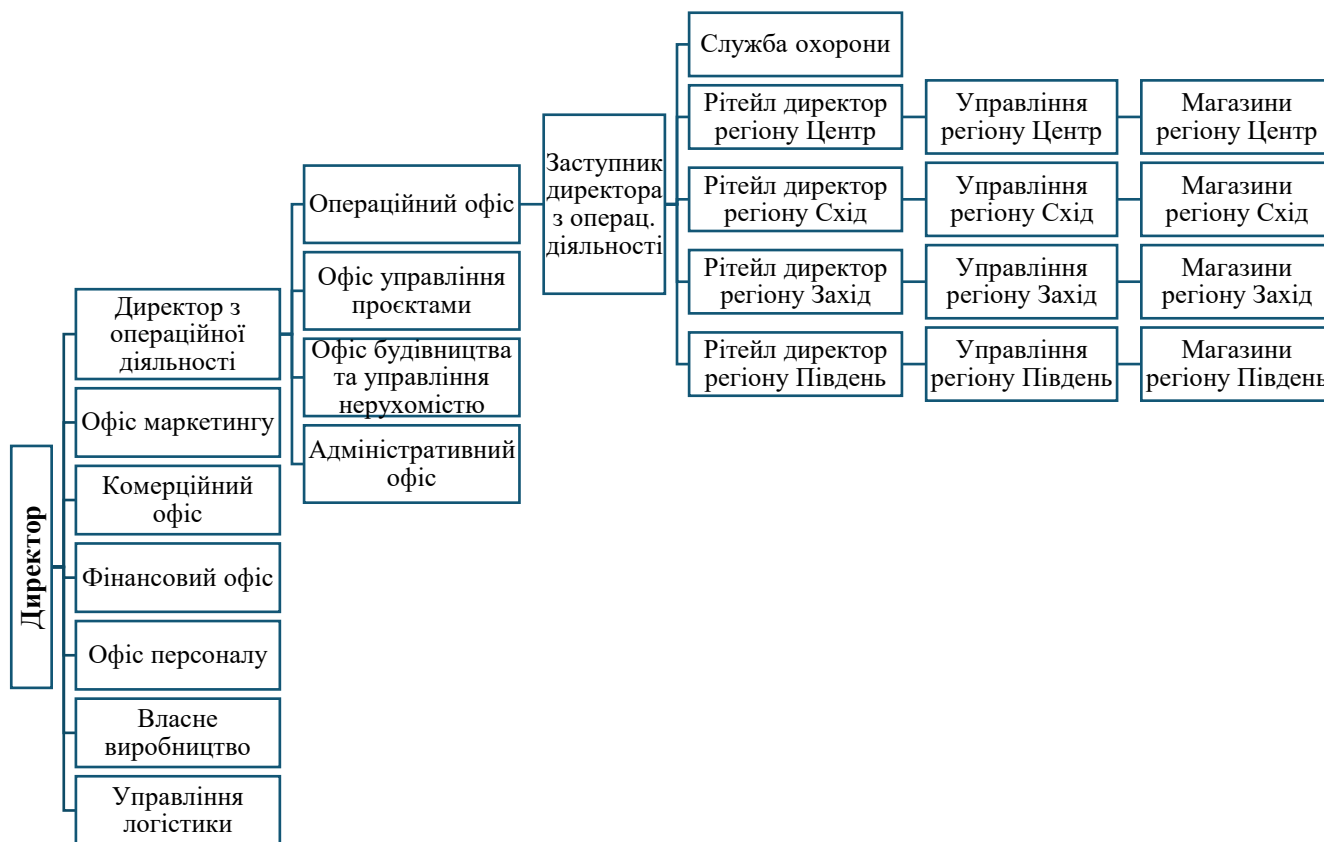 Директор
Директор з
операційної
діяльності
Офіс маркетингу
Комерційний
офіс
Фінансовий офіс
Офіс персоналу
Власне
виробництво
Управління
логістики
Операційний офіс
Офіс управління
проєктами
Офіс будівництва
та управління
нерухомістю
Адміністративний
офіс
Заступник
директора
з операц.
діяльності
Служба охорони
Рітейл директор
регіону Центр
Управління
регіону Центр
Магазини
регіону Центр
Рітейл директор
регіону Схід
Управління
регіону Схід
Магазини
регіону Схід
Рітейл директор
регіону Захід
Управління
регіону Захід
Магазини
регіону Захід
Рітейл директор
регіону Південь
Управління
регіону Південь
Магазини
регіону Південь